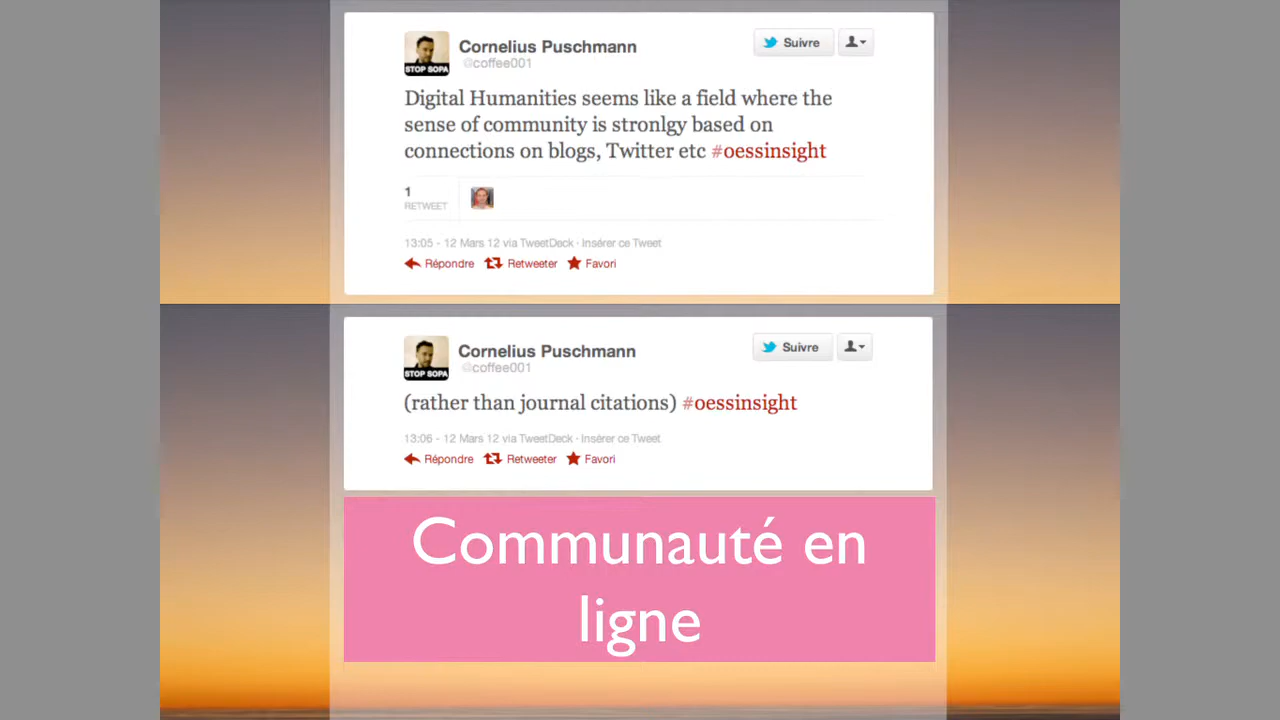 STOP SOPA
Cornelius Puschmann
@coffee001
Suivre
Digital Humanities seems like a field where the
sense of community is stronlgy based on
connections on blogs, Twitter etc #oessinsight
1
RETWEET
13:05 - 12 Mars 12 via TweetDeck · Insérer ce Tweet
Répondre Retweeter Favori
STOP SOPA
Cornelius Puschmann
@coffee001
Suivre
(rather than journal citations) #oessinsight
13:06 - 12 Mars 12 via TweetDeck · Insérer ce Tweet
Répondre Retweeter Favori
Communauté en
ligne